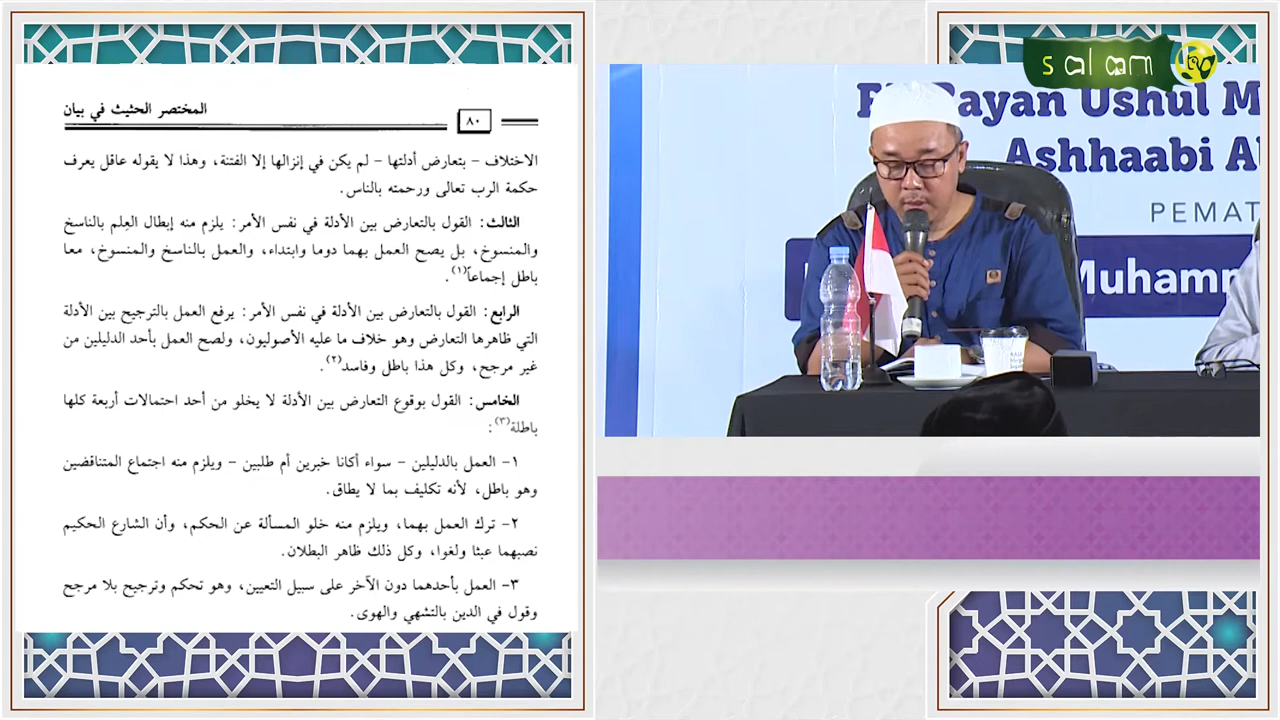 المختصر الحثيث في بيان
٨٠
الاختلاف - بتعارض أدلتها - لم يكن في إنزالها إلا الفتنة، وهذا لا يقوله عاقل يعرف
حكمة الرب تعالى ورحمته بالناس.
الثالث: القول بالتعارض بين الأدلة في نفس الأمر: يلزم منه إبطال العِلم بالناسخ
والمنسوخ، بل يصح العمل بهما دوما وابتداء، والعمل بالناسخ والمنسوخ، معا
باطل إجماعاً(١).
الرابع: القول بالتعارض بين الأدلة في نفس الأمر: يرفع العمل بالترجيح بين الأدلة
التي ظاهرها التعارض وهو خلاف ما عليه الأصوليون، ولصح العمل بأحد الدليلين من
غير مرجح، وكل هذا باطل وفاسد(٢).
الخامس: القول بوقوع التعارض بين الأدلة لا يخلو من أحد احتمالات أربعة كلها
باطلة(٣):
١- العمل بالدليلين - سواء أكانا خبرين أم طلبين - ويلزم منه اجتماع المتناقضين
وهو باطل، لأنه تكليف بما لا يطاق.
٢- ترك العمل بهما، ويلزم منه خلو المسألة عن الحكم، وأن الشارع الحكيم
نصبهما عبثا ولغوا، وكل ذلك ظاهر البطلان.
٣- العمل بأحدهما دون الآخر على سبيل التعيين، وهو تحكم وترجيح بلا مرجح
وقول في الدين بالتشهي والهوى.
salam tv
Bayan Ushul M
Ashhaabi Al
PEMAT
Muhamm